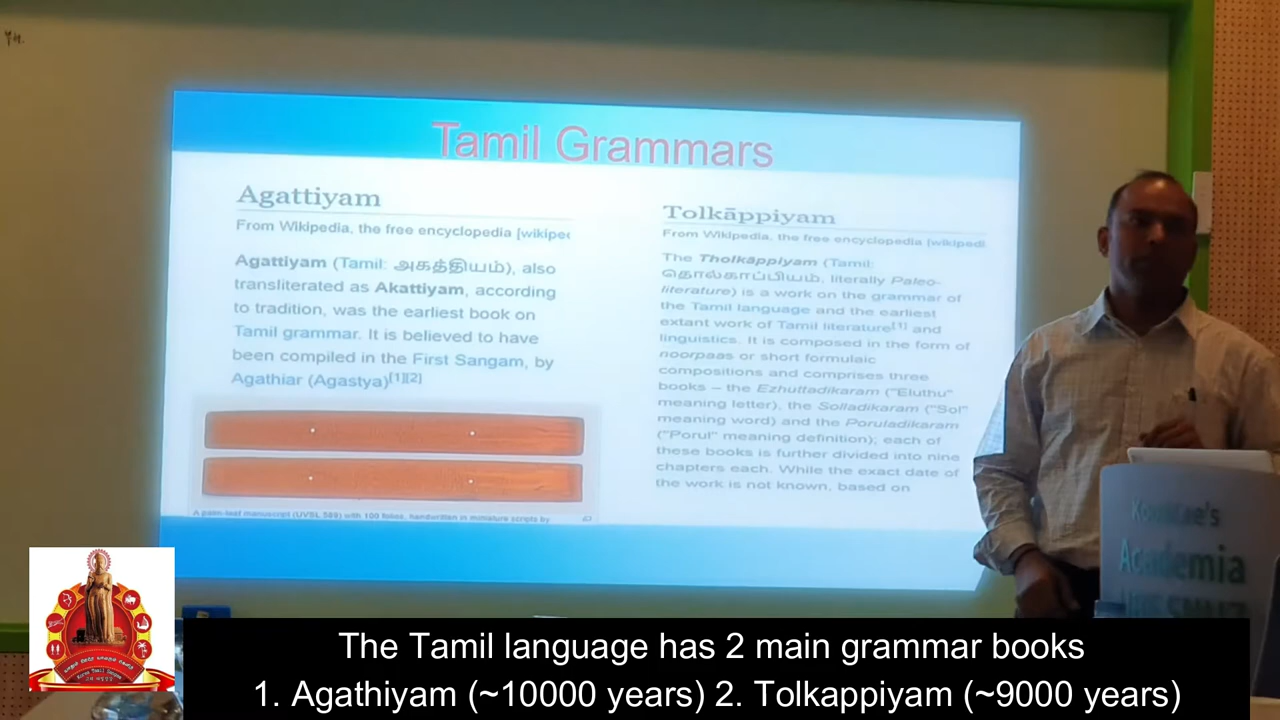 Tamil Grammars
Agattiyam
From Wikipedia, the free encyclopedia [wikipe
Agattiyam (Tamil: அகத்தியம்), also
transliterated as Akattiyam, according
to tradition, was the earliest book on
Tamil grammar. It is believed to have
been compiled in the First Sangam, by
Agathiar (Agastya)[1][2]
A palm-leaf manuscript (UVSL 589) with 100 folios, handwritten in miniature scripts by
Tolkāppiyam
From Wikipedia, the free encyclopedia [wikipedi
The Tholkāppiyam (Tamil:
தொல்காப்பியம், literally Paleo-
literature) is a work on the grammar of
the Tamil language and the earliest
extant work of Tamil literature[1] and
linguistics. It is composed in the form of
noorpaas or short formulaic
compositions and comprises three
books – the Ezhuttadikaram ("Eluthu"
meaning letter), the Solladikaram ("Sol"
meaning word) and the Poruladikaram
("Porul" meaning definition); each of
these books is further divided into nine
chapters each. While the exact date of
the work is not known, based on
Academia
Korea Tamil Sangam
The Tamil language has 2 main grammar books
1. Agathiyam (~10000 years) 2. Tolkappiyam (~9000 years)